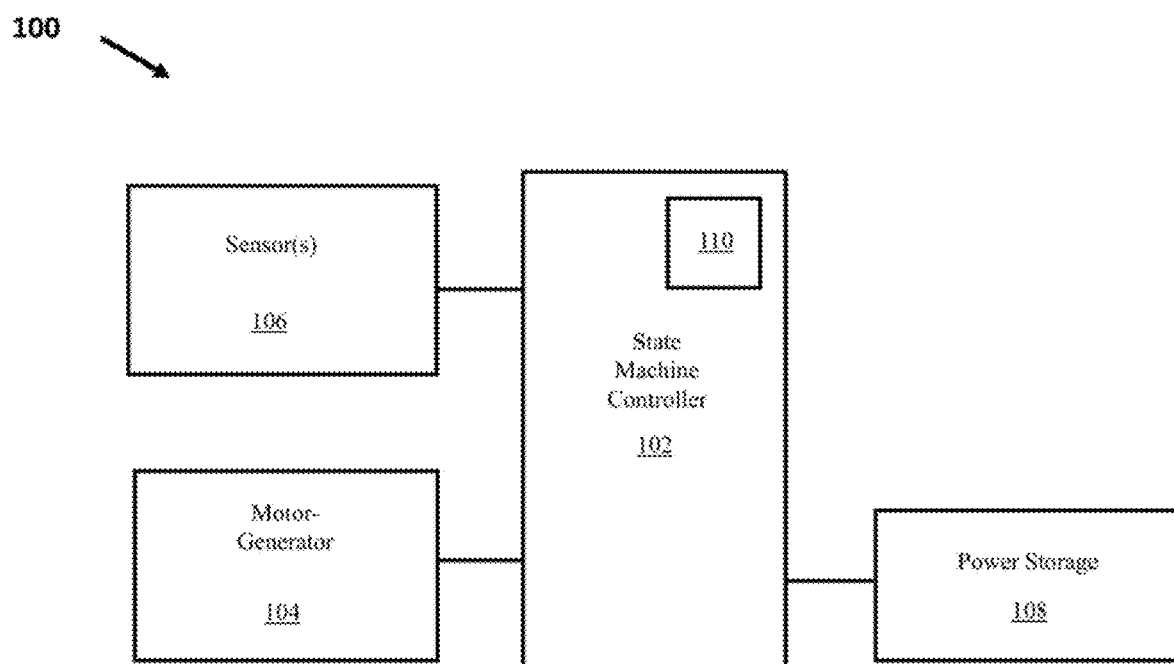 100
Sensor(s)
106
110
State
Machine
Controller
102
Motor-
Generator
104
Power Storage
108